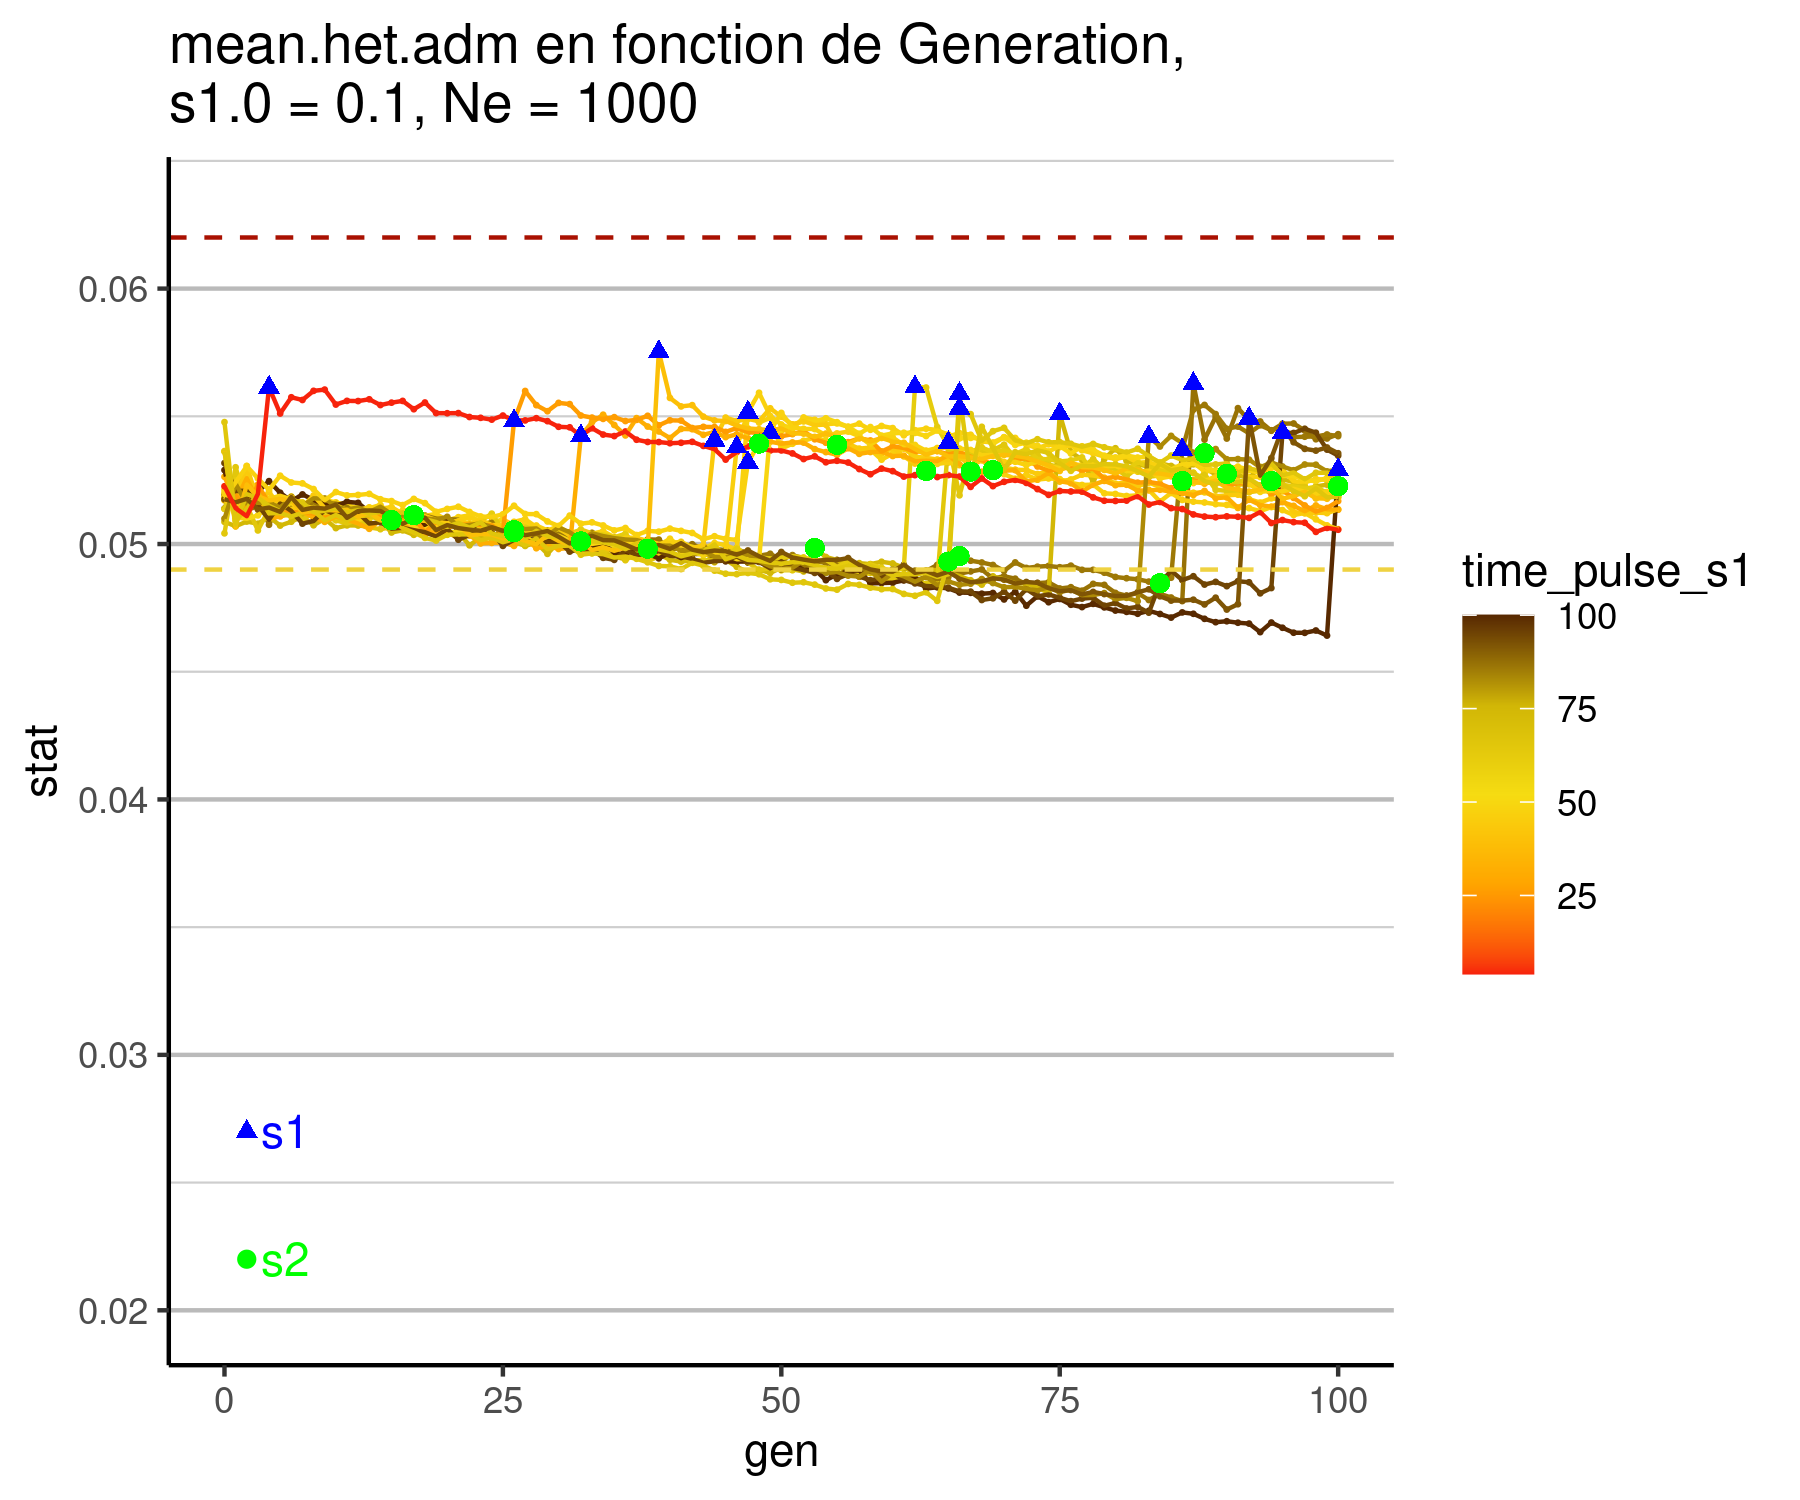 mean.het.adm en fonction de Generation,
s1.0 = 0.1, Ne = 1000
0.06
0.05
0.04
0.03
0.02
stat
s1
s2
0 25 50 75 100
gen
time_pulse_s1
100
75
50
25